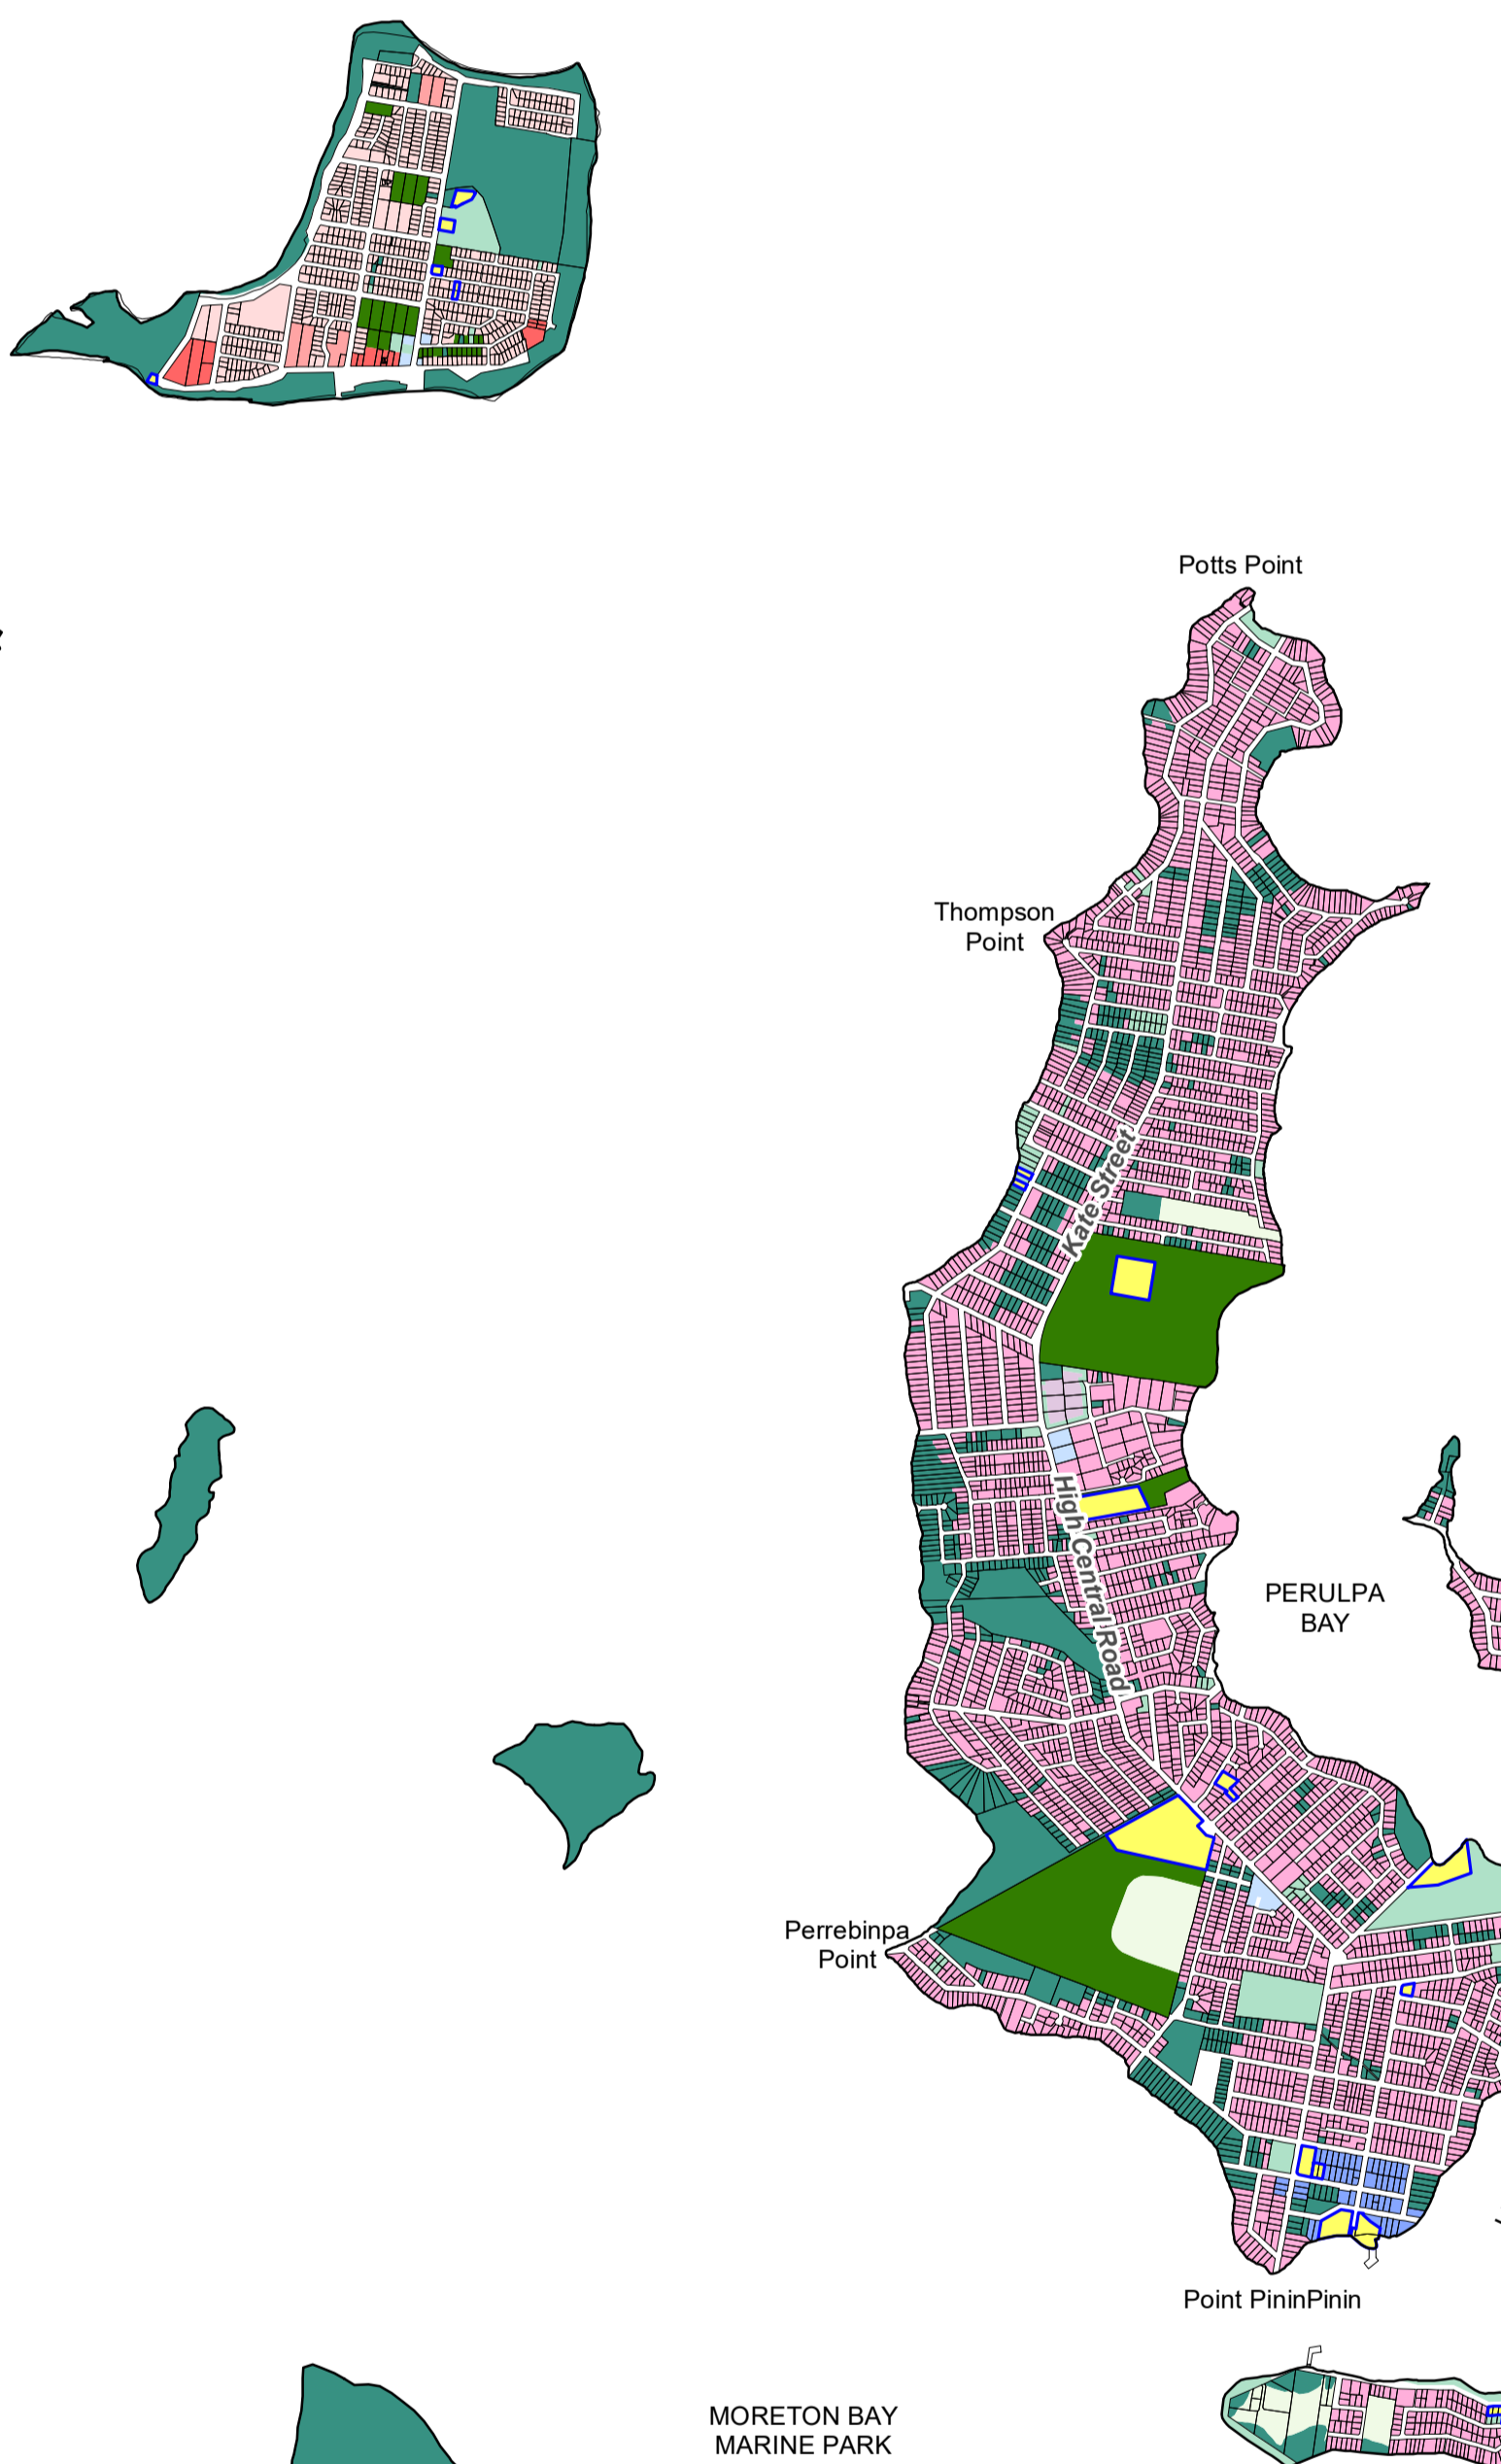 Potts Point
Thompson
Point
Kate Street
High Central Road
PERULPA
BAY
Perrebinpa
Point
Point PininPinin
MORETON BAY
MARINE PARK